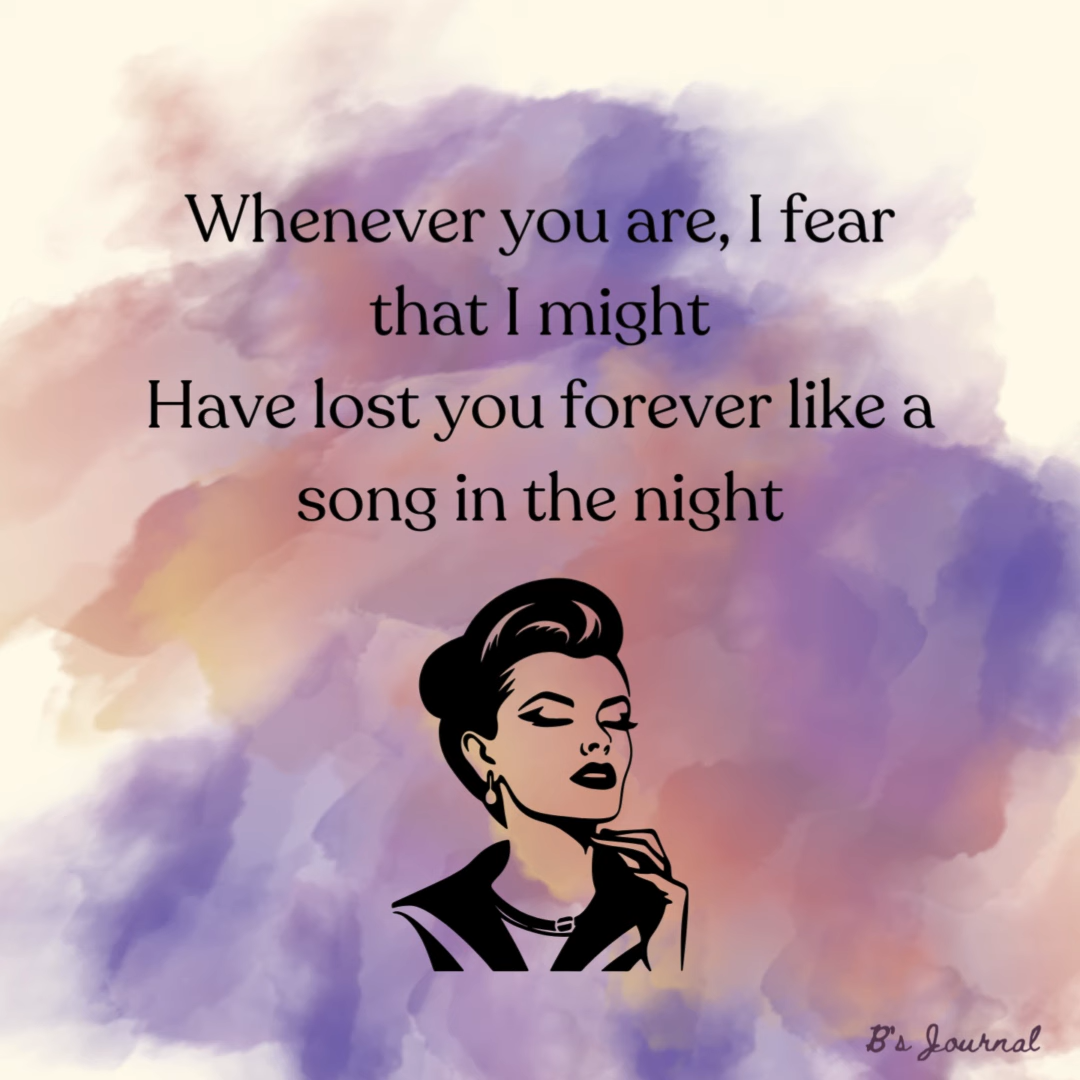 Whenever you are, I fear
that I might
Have lost you forever like a
song in the night
B's Journal